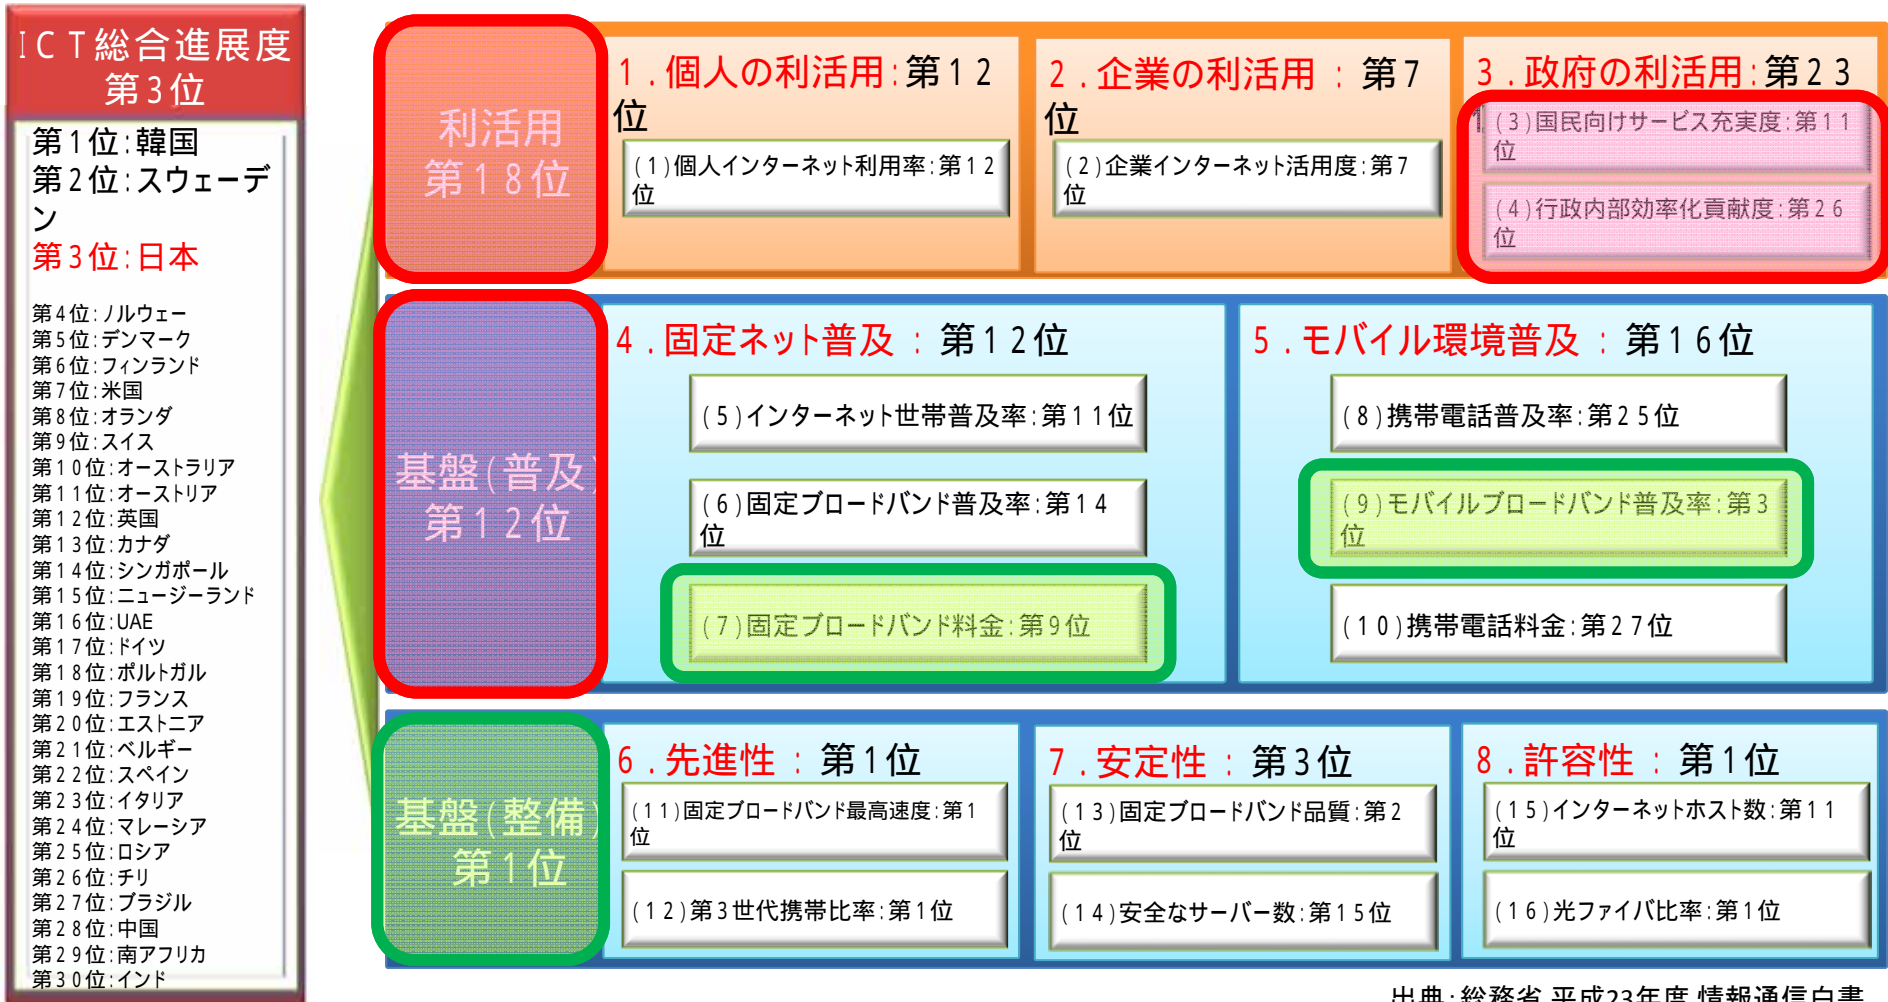 ICT総合進展度
第3位
第1位:韓国
第2位:スウェーデ
ン
第3位:日本
第4位:ノルウェー
第5位:デンマーク
第6位:フィンランド
第7位:米国
第8位:オランダ
第9位:スイス
第10位:オーストラリア
第11位:オーストリア
第12位:英国
第13位:カナダ
第14位:シンガポール
第15位:ニュージーランド
第16位:UAE
第17位:ドイツ
第18位:ポルトガル
第19位:フランス
第20位:エストニア
第21位:ベルギー
第22位:スペイン
第23位:イタリア
第24位:マレーシア
第25位:ロシア
第26位:チリ
第27位:ブラジル
第28位:中国
第29位:南アフリカ
第30位:インド
利活用
第18位
1.個人の利活用:第12
位
(1)個人インターネット利用率:第12
位
2.企業の利活用:第7
位
(2)企業インターネット活用度:第7
位
3.政府の利活用:第23
(3)国民向けサービス充実度:第11
位
(4)行政内部効率化貢献度:第26
位
基盤(普及)
第12位
4.固定ネット普及:第12位
(5)インターネット世帯普及率:第11位
(6)固定ブロードバンド普及率:第14
位
(7)固定ブロードバンド料金:第9位
5.モバイル環境普及:第16位
(8)携帯電話普及率:第25位
(9)モバイルブロードバンド普及率:第3
位
(10)携帯電話料金:第27位
基盤(整備)
第1位
6.先進性:第1位
(11)固定ブロードバンド最高速度:第1
位
(12)第3世代携帯比率:第1位
7.安定性:第3位
(13)固定ブロードバンド品質:第2
位
(14)安全なサーバー数:第15位
8.許容性:第1位
(15)インターネットホスト数:第11
位
(16)光ファイバ比率:第1位
出典:総務省 平成23年度 情報通信白書